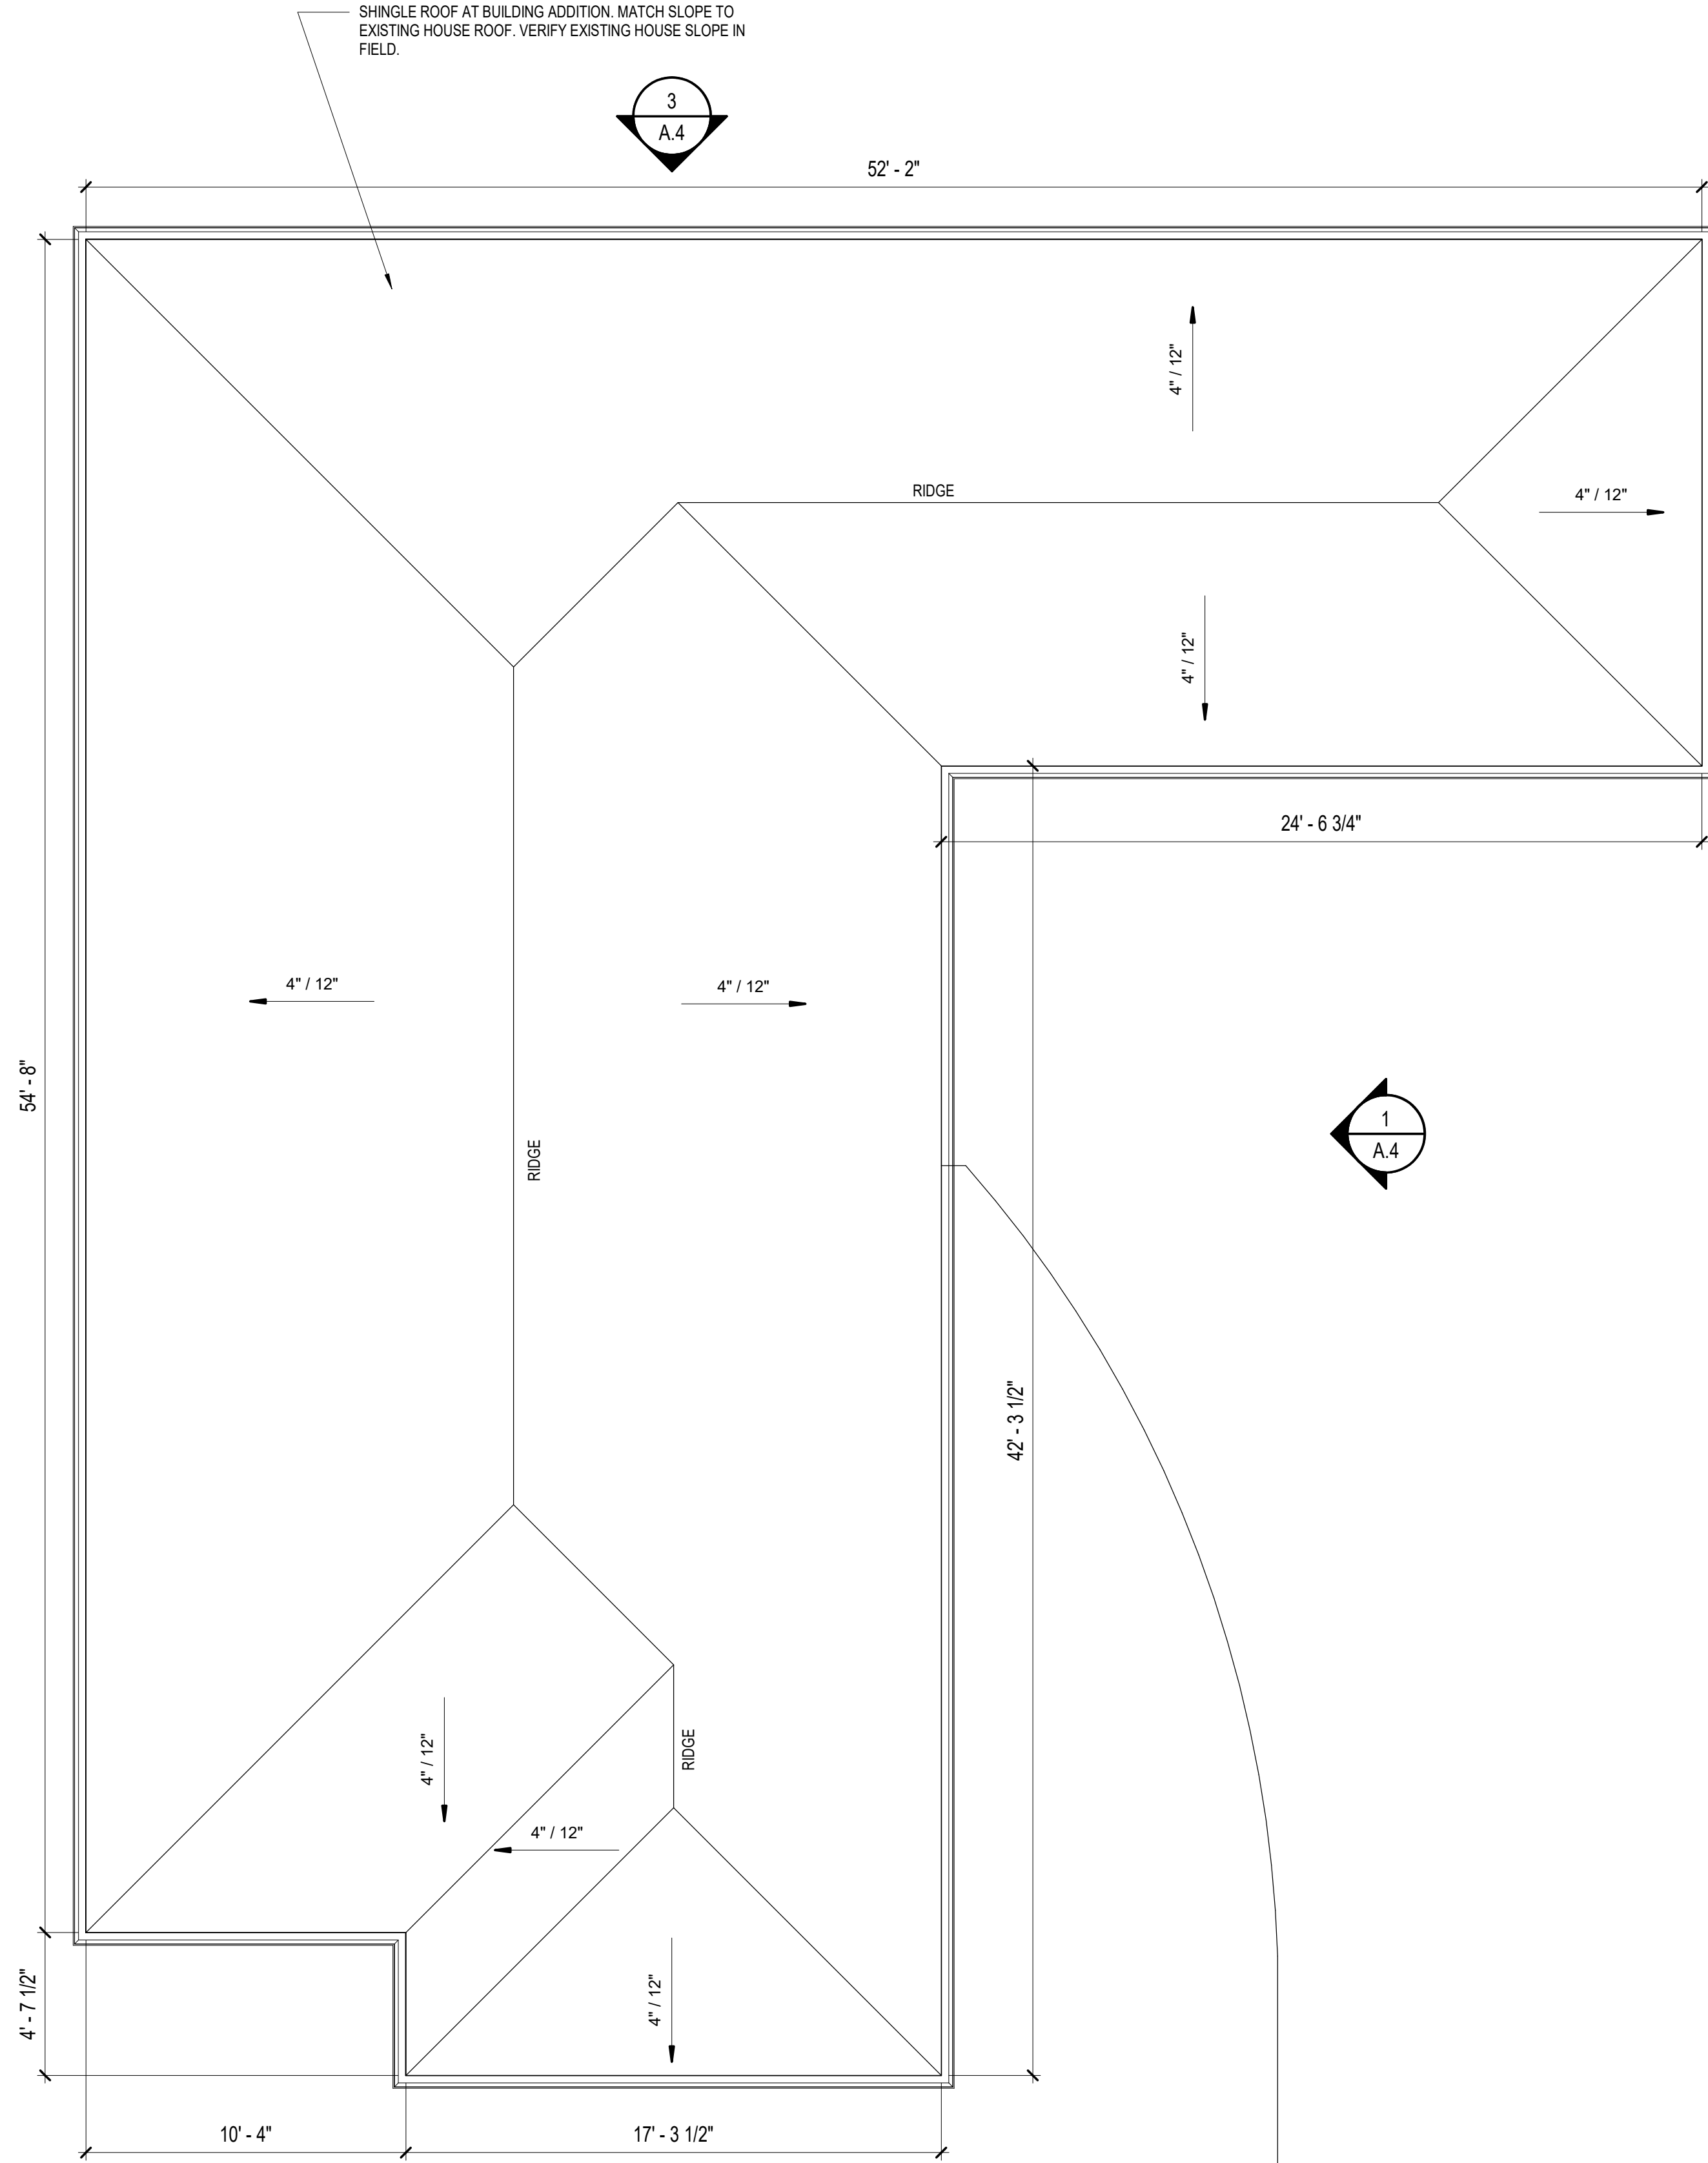 SHINGLE ROOF AT BUILDING ADDITION. MATCH SLOPE TO
EXISTING HOUSE ROOF. VERIFY EXISTING HOUSE SLOPE IN
FIELD.
3
A.4
52' - 2"
4" / 12"
RIDGE
4" / 12"
4" / 12"
24' - 6 3/4"
4" / 12"
4" / 12"
54' - 8"
RIDGE
1
A.4
42' - 3 1/2"
4" / 12"
RIDGE
4" / 12"
4" / 12"
4' - 7 1/2"
10' - 4"
17' - 3 1/2"